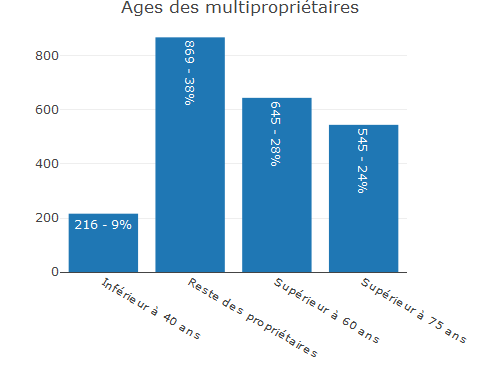 Ages des multipropriétaires
800
600
400
200
0
216 - 9%
869 - 38%
645 - 28%
545 - 24%
Inférieur à 40 ans
Reste des propriétaires
Supérieur à 60 ans
Supérieur à 75 ans